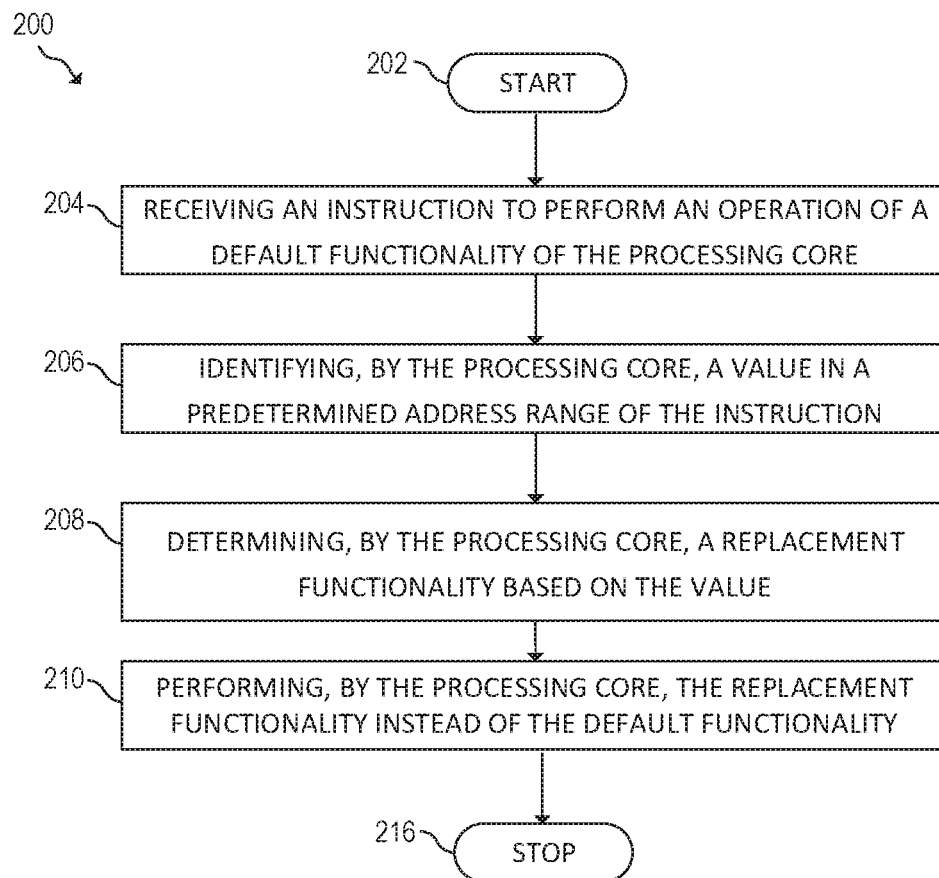 200
202
START
204
RECEIVING AN INSTRUCTION TO PERFORM AN OPERATION OF A
DEFAULT FUNCTIONALITY OF THE PROCESSING CORE
206
IDENTIFYING, BY THE PROCESSING CORE, A VALUE IN A
PREDETERMINED ADDRESS RANGE OF THE INSTRUCTION
208
DETERMINING, BY THE PROCESSING CORE, A REPLACEMENT
FUNCTIONALITY BASED ON THE VALUE
210
PERFORMING, BY THE PROCESSING CORE, THE REPLACEMENT
FUNCTIONALITY INSTEAD OF THE DEFAULT FUNCTIONALITY
216
STOP